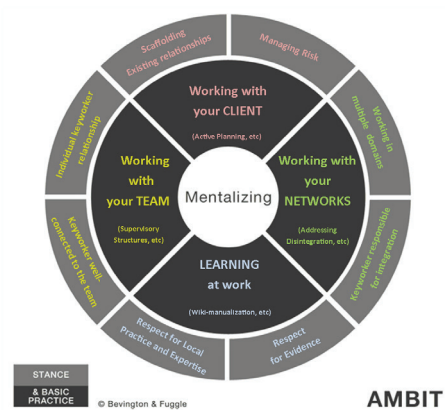 Scaffolding
Existing relationships
Managing Risk
Working with
your CLIENT
(Active Planning, etc)
Individual keyworker
relationship
Working in
multiple domains
Working
with
your TEAM
(Supervisory
Structures, etc)
Mentalizing
Working with
your
NETWORKS
(Addressing
Disintegration, etc)
Keyworker well-
connected to the team
Keyworker responsible
for integration
LEARNING
at work
(Wiki-manualization, etc)
Respect for Local
Practice and Expertise
Respect
for Evidence
STANCE
& BASIC
PRACTICE
© Bevington & Fuggle
AMBIT